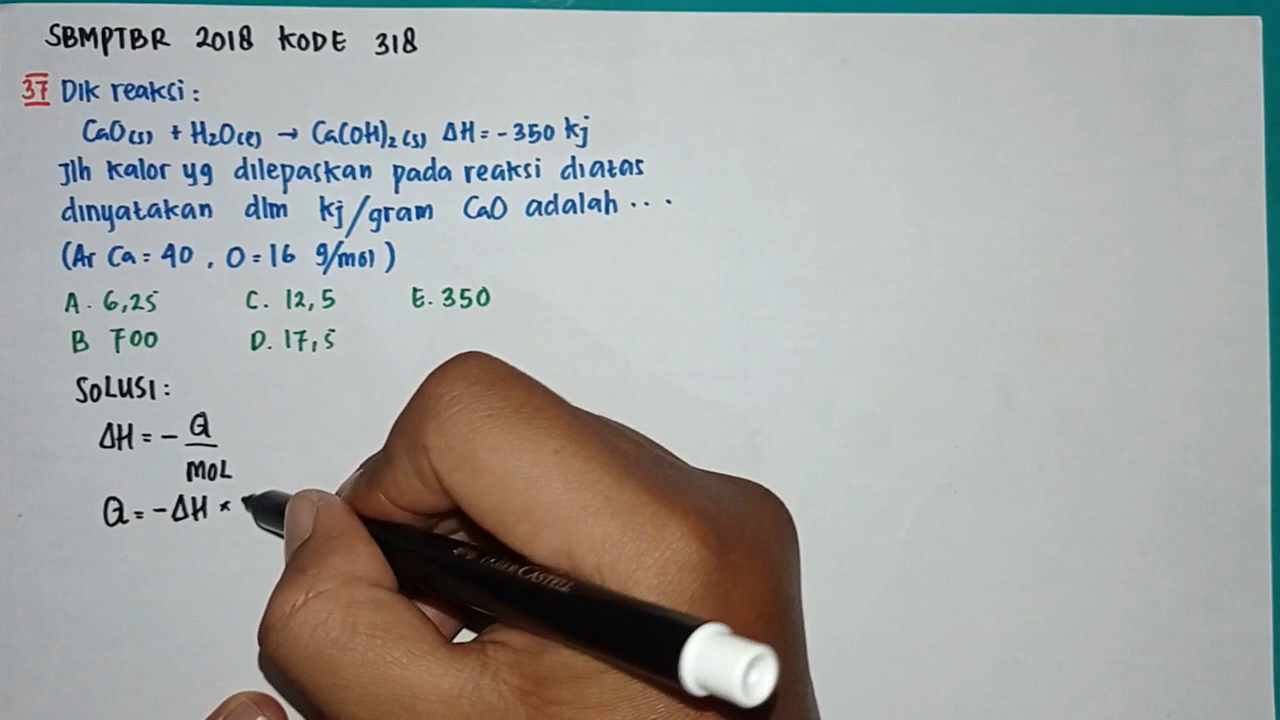 SBMPTBR 2018 KODE 318
37 Dik reaksi :
CaO(s) + H2O(l) → Ca(OH)2(s) ΔH = -350 kj
Jlh kalor yg dilepaskan pada reaksi diatas
dinyatakan dlm kj/gram CaO adalah ...
(Ar Ca = 40 , O = 16 g/mol)
A. 6,25 C. 12,5 E. 350
B 700 D. 17,5
SOLUSI :
ΔH = - Q
MOL
Q = -ΔH *
FABER CASTELL